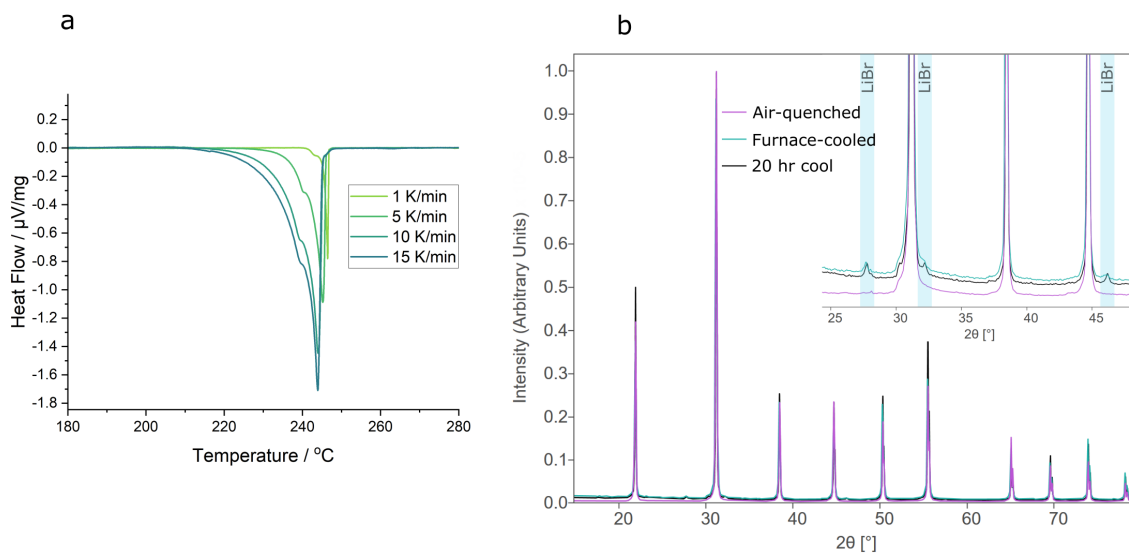 a
0.2
0.0
-0.2
-0.4
-0.6
-0.8
-1.0
-1.2
-1.4
-1.6
-1.8
Heat Flow / µV/mg
1 K/min
5 K/min
10 K/min
15 K/min
180 200 220 240 260 280
Temperature / °C
b
1.0
0.9
0.8
0.7
0.6
0.5
0.4
0.3
0.2
0.1
0.0
Intensity (Arbitrary Units)
Air-quenched
Furnace-cooled
20 hr cool
LiBr
LiBr
LiBr
25 30 35 40 45
2θ [°]
20 30 40 50 60 70
2θ [°]